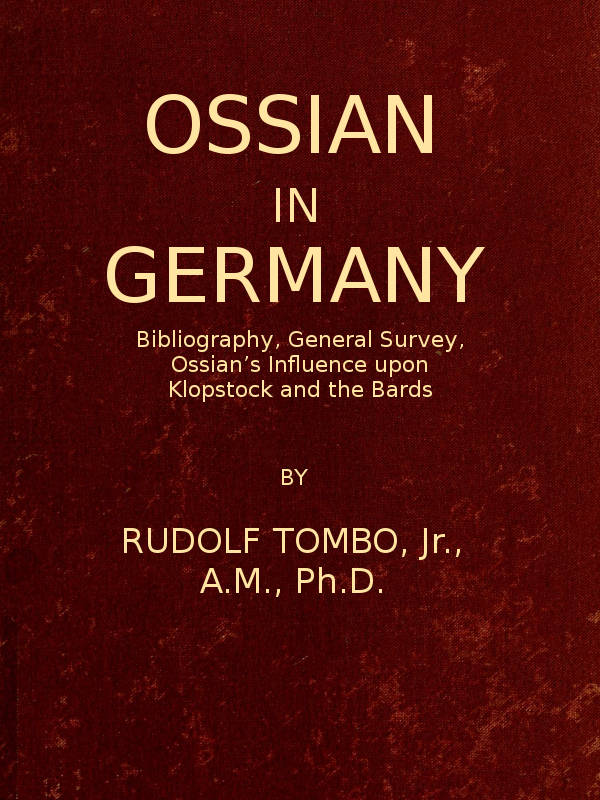 OSSIAN
IN
GERMANY
Bibliography, General Survey,
Ossian’s Influence upon
Klopstock and the Bards
BY
RUDOLF TOMBO, Jr.,
A.M., Ph.D.